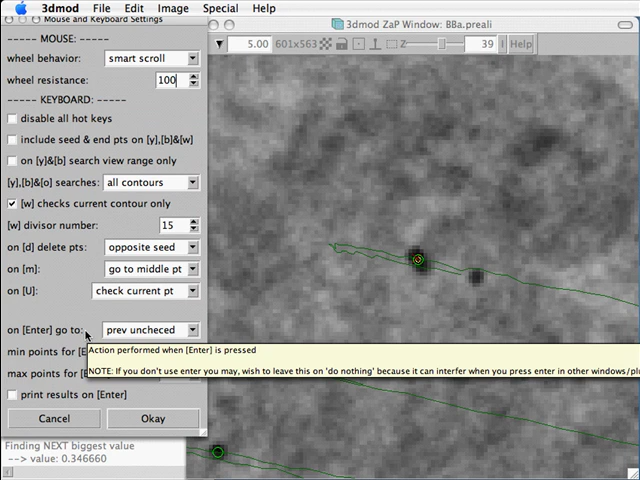 3dmod File Edit Image Special Help
Mouse and Keyboard Settings
3dmod ZaP Window: BBa.preali
5.00 601x563 Z 39 Help
----- MOUSE: -----
wheel behavior: smart scroll
wheel resistance: 100
----- KEYBOARD: -----
disable all hot keys
include seed & end pts on [y],[b]&[w]
on [y]&[b] search view range only
[y],[b]&[o] searches: all contours
[w] checks current contour only
[w] divisor number: 15
on [d] delete pts: opposite seed
on [m]: go to middle pt
on [U]: check current pt
on [Enter] go to: prev uncheced
min points for [E
Action performed when [Enter] is pressed
NOTE: If you don't use enter you may, wish to leave this on 'do nothing' because it can interfer when you press enter in other windows/pl
max points for [
print results on [Enter]
Cancel Okay
Finding NEXT biggest value
--> value: 0.346660